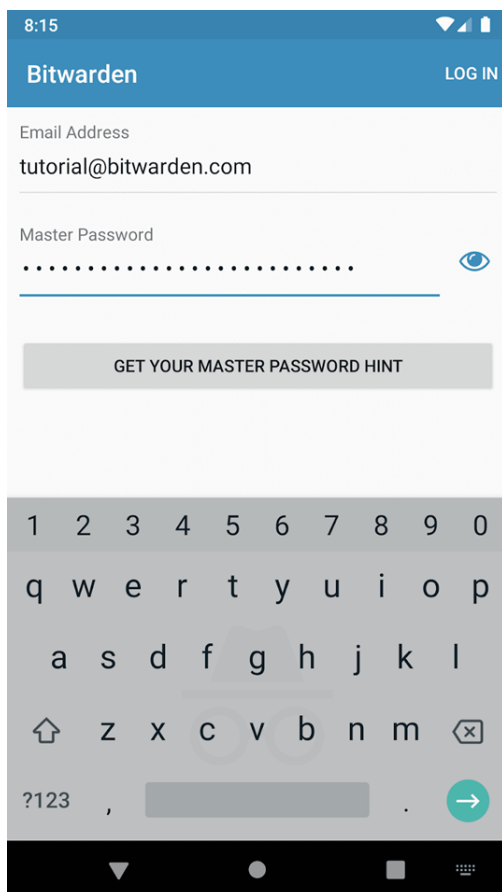 8:15
Bitwarden LOG IN
Email Address
tutorial@bitwarden.com
Master Password
••••••••••••••••••••••••••
GET YOUR MASTER PASSWORD HINT
1 2 3 4 5 6 7 8 9 0
q w e r t y u i o p
a s d f g h j k l
z x c v b n m
?123 , .